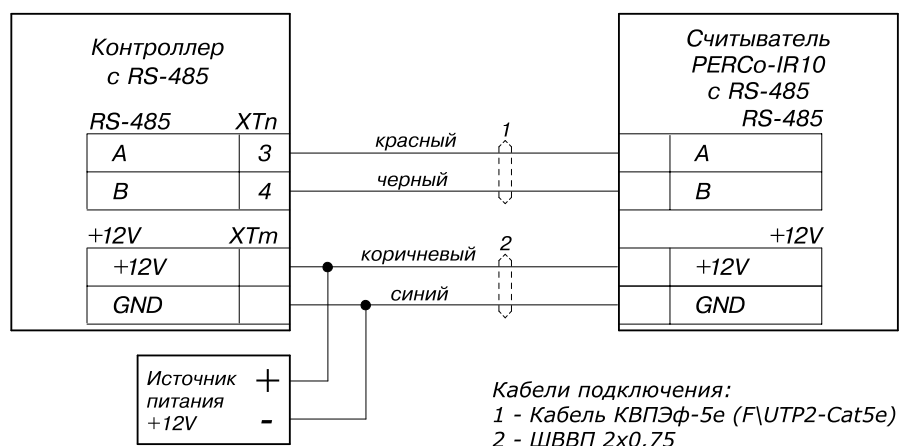 Контроллер
с RS-485
RS-485 XTn
A 3
B 4
+12V XTm
+12V
GND
красный
1
черный
коричневый
2
синий
Считыватель
PERCo-IR10
с RS-485
RS-485
A
B
+12V
+12V
GND
Источник +
питания
+12V -
Кабели подключения:
1 - Кабель КВПЭф-5е (F\UTP2-Cat5e)
2 - ШВВП 2х0,75